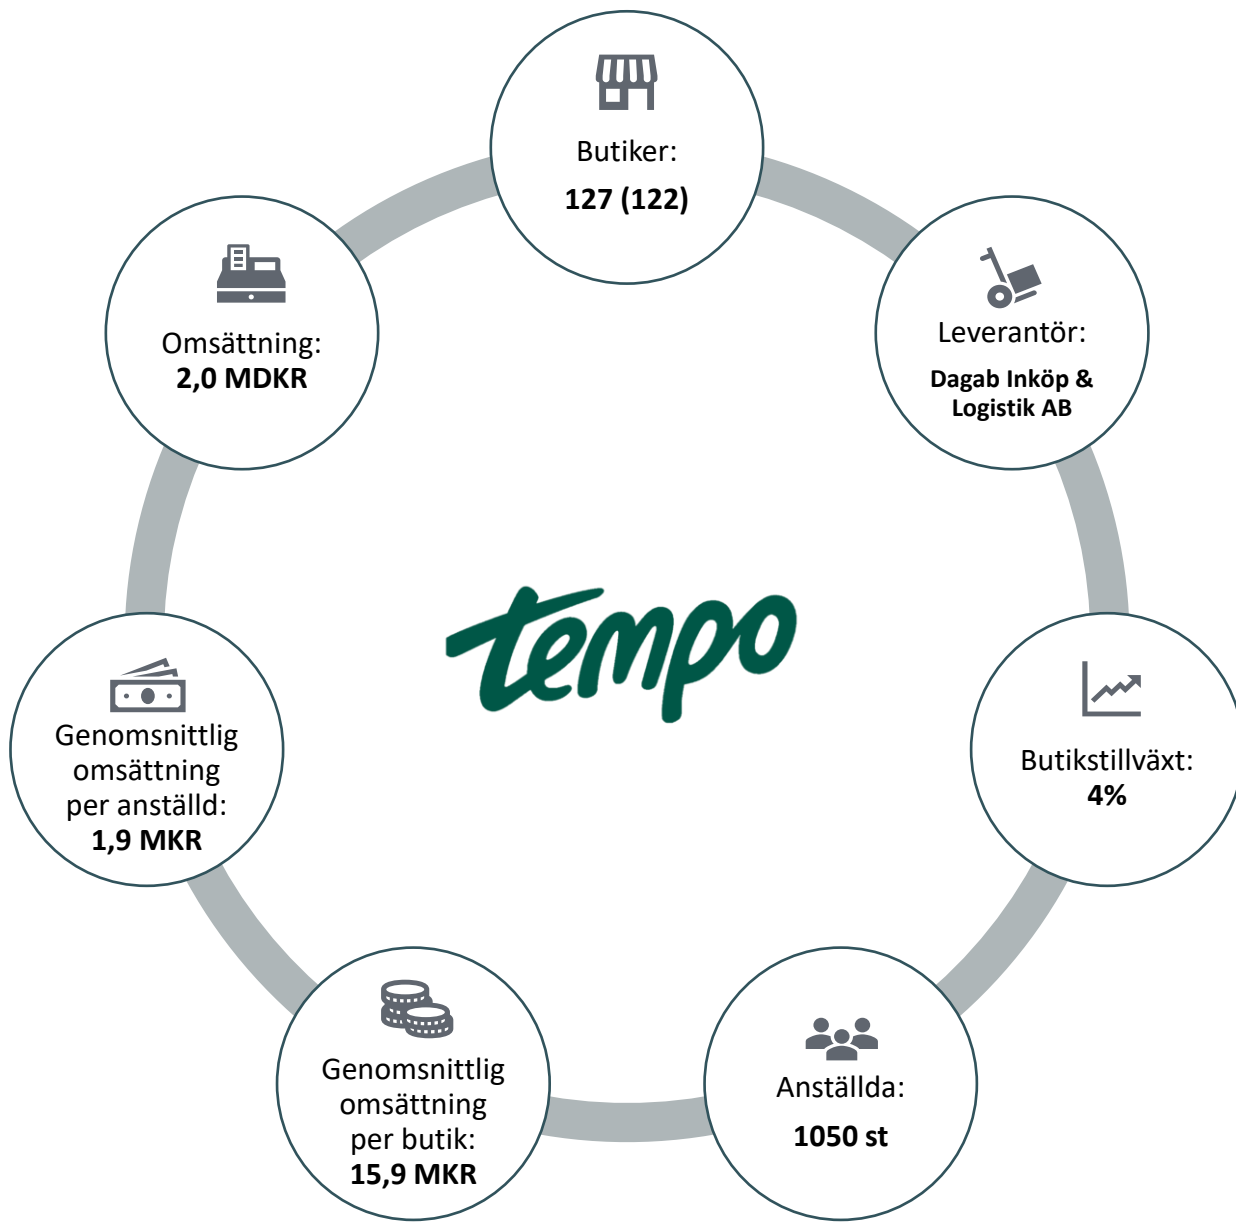 Butiker:
127 (122)
Leverantör:
Dagab Inköp &
Logistik AB
Butikstillväxt:
4%
Anställda:
1050 st
Genomsnittlig
omsättning
per butik:
15,9 MKR
Genomsnittlig
omsättning
per anställd:
1,9 MKR
Omsättning:
2,0 MDKR
tempo